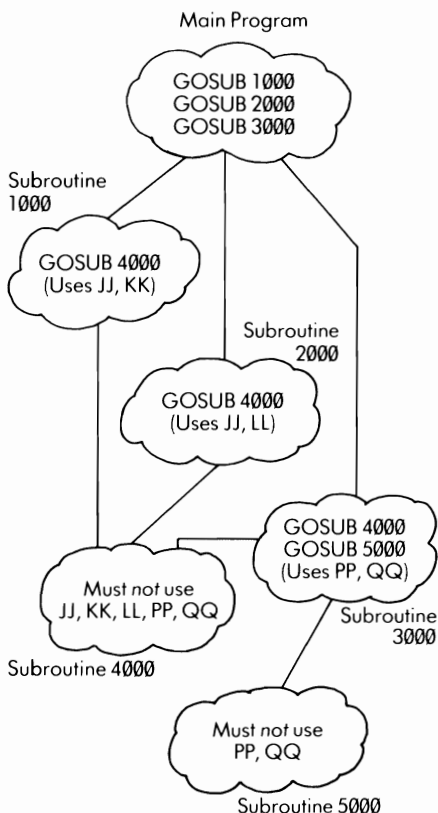 Main Program
GOSUB 1000
GOSUB 2000
GOSUB 3000
Subroutine
1000
GOSUB 4000
(Uses JJ, KK)
Subroutine
2000
GOSUB 4000
(Uses JJ, LL)
GOSUB 4000
GOSUB 5000
(Uses PP, QQ)
Subroutine
3000
Must not use
JJ, KK, LL, PP, QQ
Subroutine 4000
Must not use
PP, QQ
Subroutine 5000